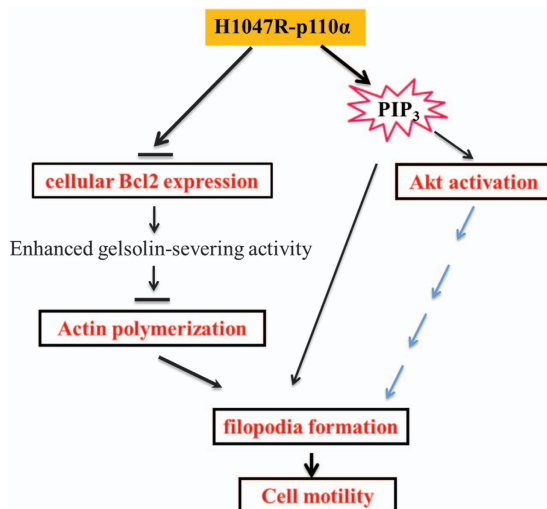 H1047R-p110α
PIP3
cellular Bcl2 expression
Akt activation
Enhanced gelsolin-severing activity
Actin polymerization
filopodia formation
Cell motility